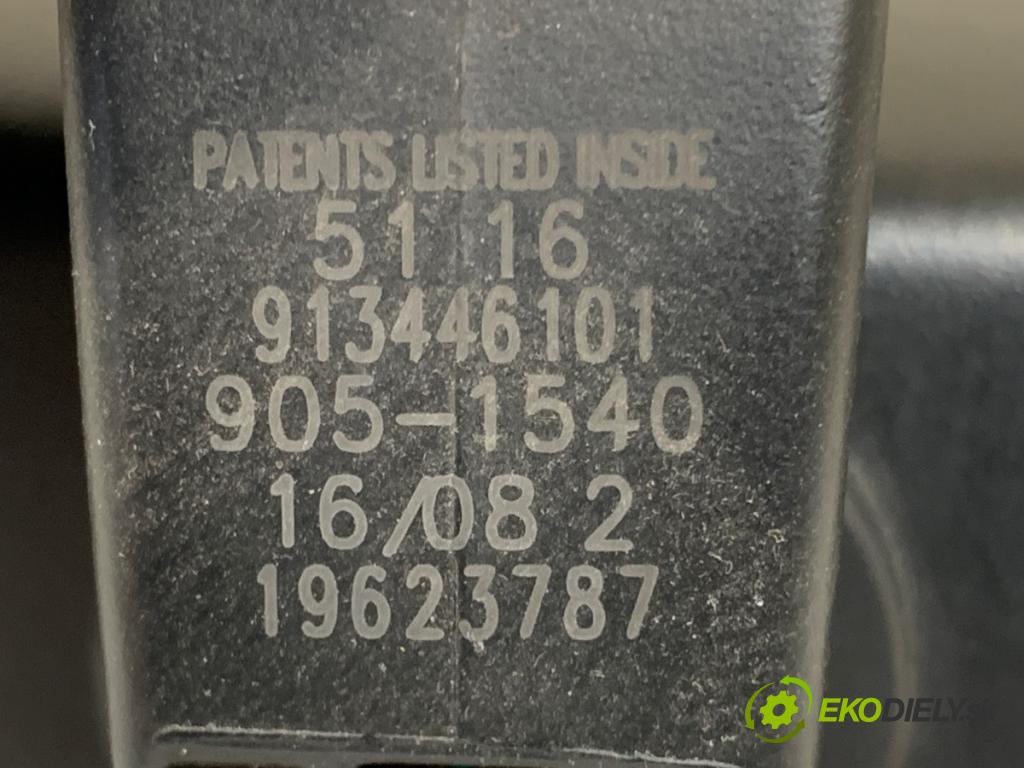 PATENTS LISTED INSIDE
51 16
913446101
905-1540
16/08 2
19623787
EKODIELY.sk